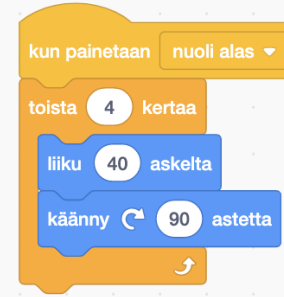 kun painetaan nuoli alas
toista 4 kertaa
liiku 40 askelta
käänny 90 astetta